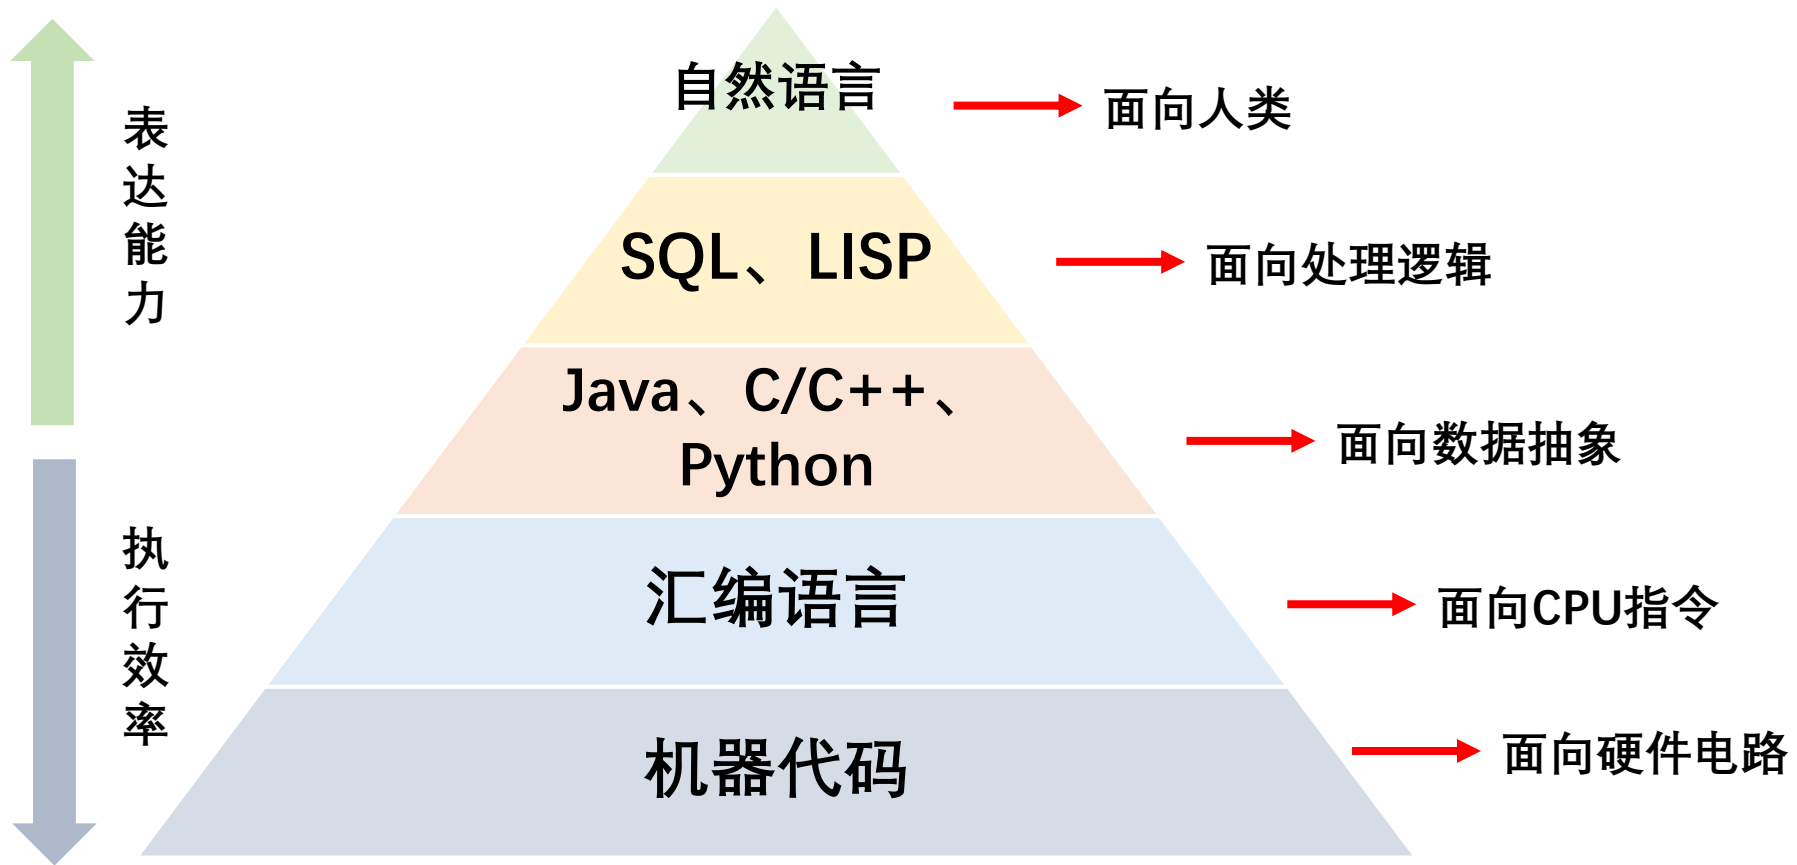 自然语言
面向人类
表达能力
SQL、LISP
面向处理逻辑
Java、C/C++、
Python
面向数据抽象
执行效率
汇编语言
面向CPU指令
机器代码
面向硬件电路